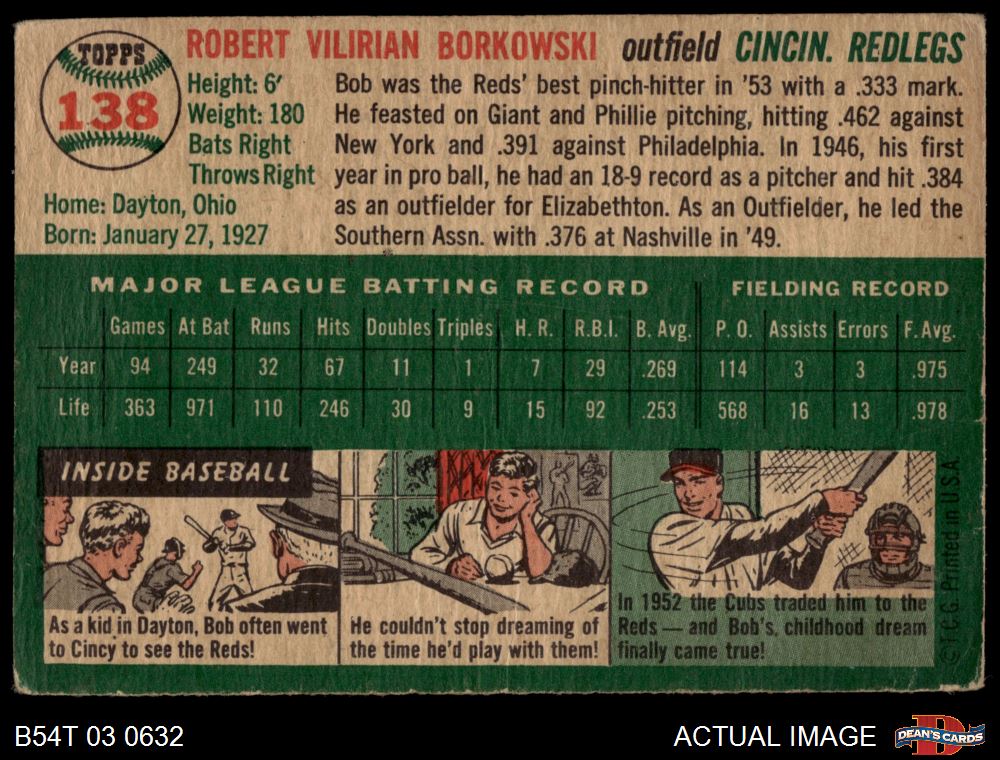 TOPPS
138
ROBERT VILIRIAN BORKOWSKI outfield CINCIN. REDLEGS
Height: 6′
Weight: 180
Bats Right
Throws Right
Home: Dayton, Ohio
Born: January 27, 1927
Bob was the Reds' best pinch-hitter in '53 with a .333 mark.
He feasted on Giant and Phillie pitching, hitting .462 against
New York and .391 against Philadelphia. In 1946, his first
year in pro ball, he had an 18-9 record as a pitcher and hit .384
as an outfielder for Elizabethton. As an Outfielder, he led the
Southern Assn. with .376 at Nashville in '49.
MAJOR LEAGUE BATTING RECORD FIELDING RECORD
Games At Bat Runs Hits Doubles Triples H. R. R.B.I. B. Avg. P. O. Assists Errors F. Avg.
Year 94 249 32 67 11 1 7 29 .269 114 3 3 .975
Life 363 971 110 246 30 9 15 92 .253 568 16 13 .978
INSIDE BASEBALL
As a kid in Dayton, Bob often went
to Cincy to see the Reds!
He couldn't stop dreaming of
the time he'd play with them!
In 1952 the Cubs traded him to the
Reds — and Bob's childhood dream
finally came true!
© T.C.G. Printed in U.S.A
B54T 03 0632
ACTUAL IMAGE
DEAN'S CARDS